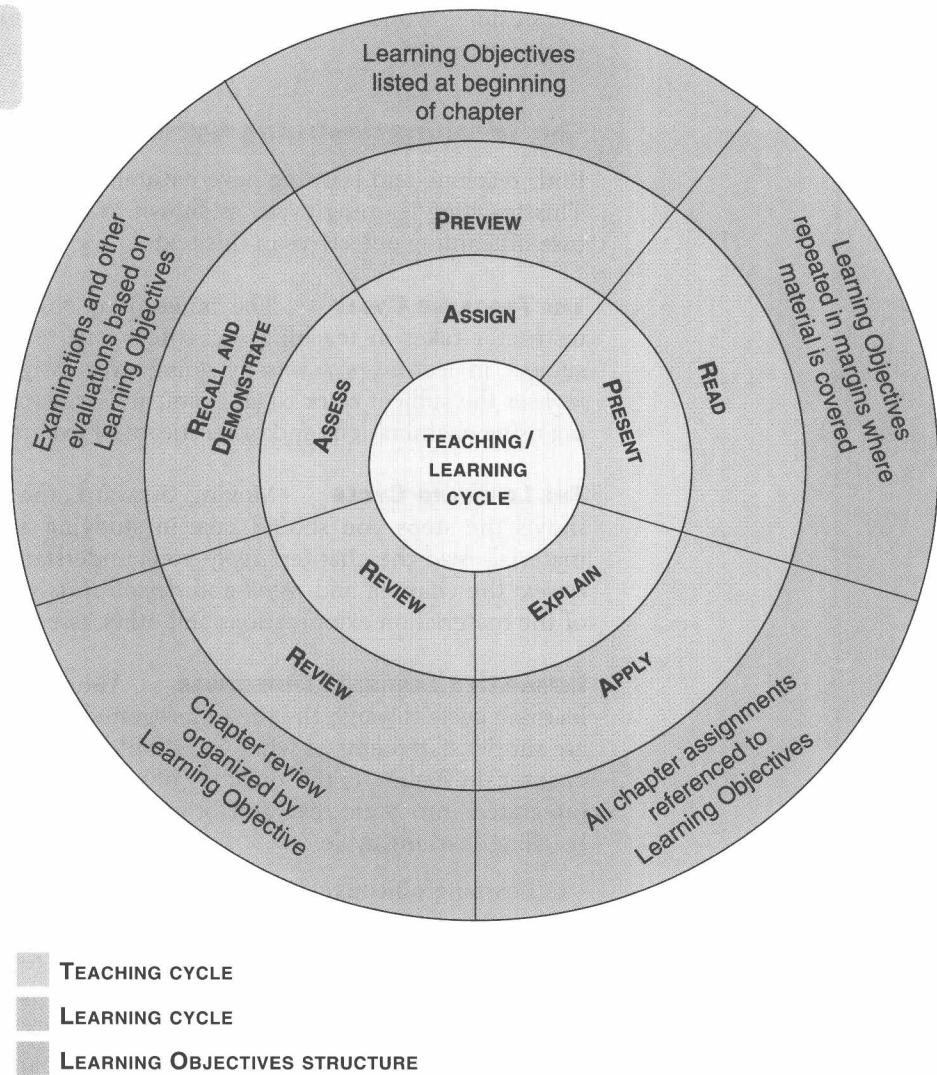 Learning Objectives
listed at beginning
of chapter
PREVIEW
ASSIGN
Learning Objectives
repeated in margins where
material is covered
READ
PRESENT
All chapter assignments
referenced to
Learning Objectives
APPLY
EXPLAIN
Chapter review
organized by
Learning Objective
REVIEW
REVIEW
Examinations and other
evaluations based on
Learning Objectives
RECALL AND
DEMONSTRATE
ASSESS
TEACHING/
LEARNING
CYCLE
TEACHING CYCLE
LEARNING CYCLE
LEARNING OBJECTIVES STRUCTURE